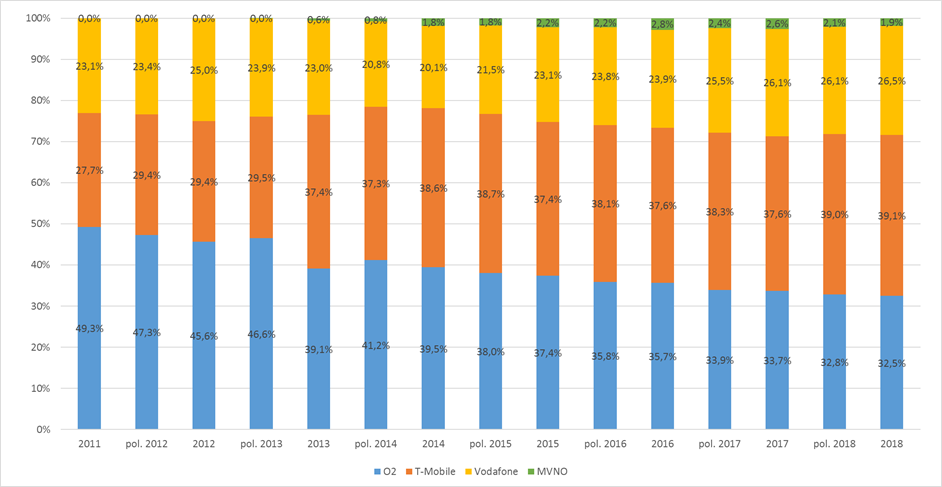 100% 0,0% 0,0% 0,0% 0,0% 0,6% 0,8% 1,8% 1,8% 2,2% 2,2% 2,8% 2,4% 2,6% 2,1% 1,9%
90%
23,1% 23,4% 25,0% 23,9% 23,0% 20,8% 20,1% 21,5% 23,1% 23,8% 23,9% 25,5% 26,1% 26,1% 26,5%
80%
70%
27,7% 29,4% 29,4% 29,5% 37,4% 37,3% 38,6% 38,7% 37,4% 38,1% 37,6% 38,3% 37,6% 39,0% 39,1%
60%
50%
40%
30%
49,3% 47,3% 45,6% 46,6% 39,1% 41,2% 39,5% 38,0% 37,4% 35,8% 35,7% 33,9% 33,7% 32,8% 32,5%
20%
10%
0%
2011 pol. 2012 2012 pol. 2013 2013 pol. 2014 2014 pol. 2015 2015 pol. 2016 2016 pol. 2017 2017 pol. 2018 2018
O2 T-Mobile Vodafone MVNO